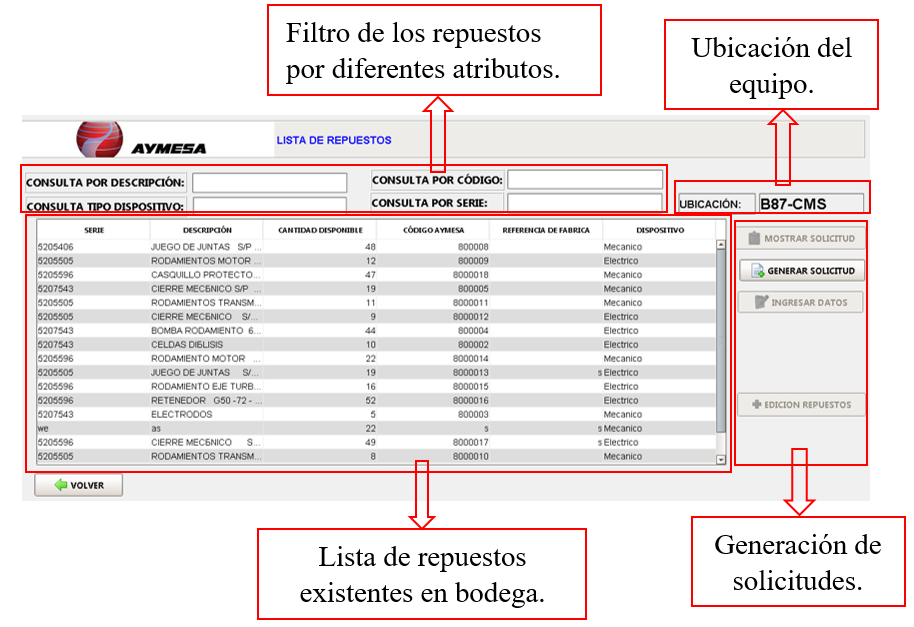 Filtro de los repuestos
por diferentes atributos.
Ubicación del
equipo.
AYMESA
LISTA DE REPUESTOS
CONSULTA POR DESCRIPCIÓN: CONSULTA POR CÓDIGO:
CONSULTA TIPO DISPOSITIVO: CONSULTA POR SERIE: UBICACIÓN: B87-CMS
SERIE DESCRIPCIÓN CANTIDAD DISPONIBLE CÓDIGO AYMESA REFERENCIA DE FABRICA DISPOSITIVO
5205406 JUEGO DE JUNTAS S/P ... 48 800008 Mecanico
5205505 RODAMIENTOS MOTOR ... 12 800009 Electrico
5205596 CASQUILLO PROTECTO... 47 8000018 Mecanico
5207543 CIERRE MECБNICO S/P ... 19 800005 Mecanico
5205505 RODAMIENTOS TRANSM... 11 8000011 Mecanico
5205505 CIERRE MECБNICO S/... 9 8000012 Electrico
5207543 BOMBA RODAMIENTO 6... 44 800004 Electrico
5207543 CELDAS DIБLISIS 10 800002 Electrico
5205596 RODAMIENTO MOTOR ... 22 8000014 Mecanico
5205505 JUEGO DE JUNTAS S/... 19 8000013 s Electrico
5205596 RODAMIENTO EJE TURB... 16 8000015 Mecanico
5205596 RETENEDOR G50 -72 - ... 52 8000016 Electrico
5207543 ELECTRODOS 5 800003 Mecanico
we as 22 s s Mecanico
5205596 CIERRE MECБNICO S... 49 8000017 s Electrico
5205505 RODAMIENTOS TRANSM... 8 8000010 Mecanico
MOSTRAR SOLICITUD
GENERAR SOLICITUD
INGRESAR DATOS
EDICION REPUESTOS
VOLVER
Lista de repuestos
existentes en bodega.
Generación de
solicitudes.